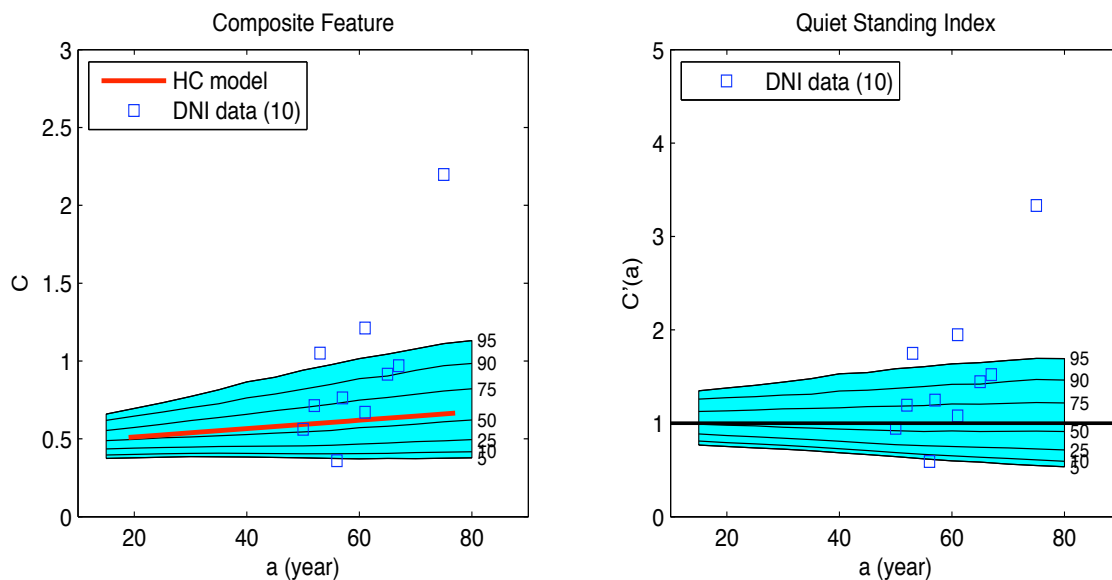 Composite Feature
3
2.5
2
1.5
1
0.5
0
C
HC model
DNI data (10)
95
90
75
50
25
10
5
20 40 60 80
a (year)
Quiet Standing Index
5
4
3
2
1
0
C'(a)
DNI data (10)
95
90
75
50
25
10
5
20 40 60 80
a (year)